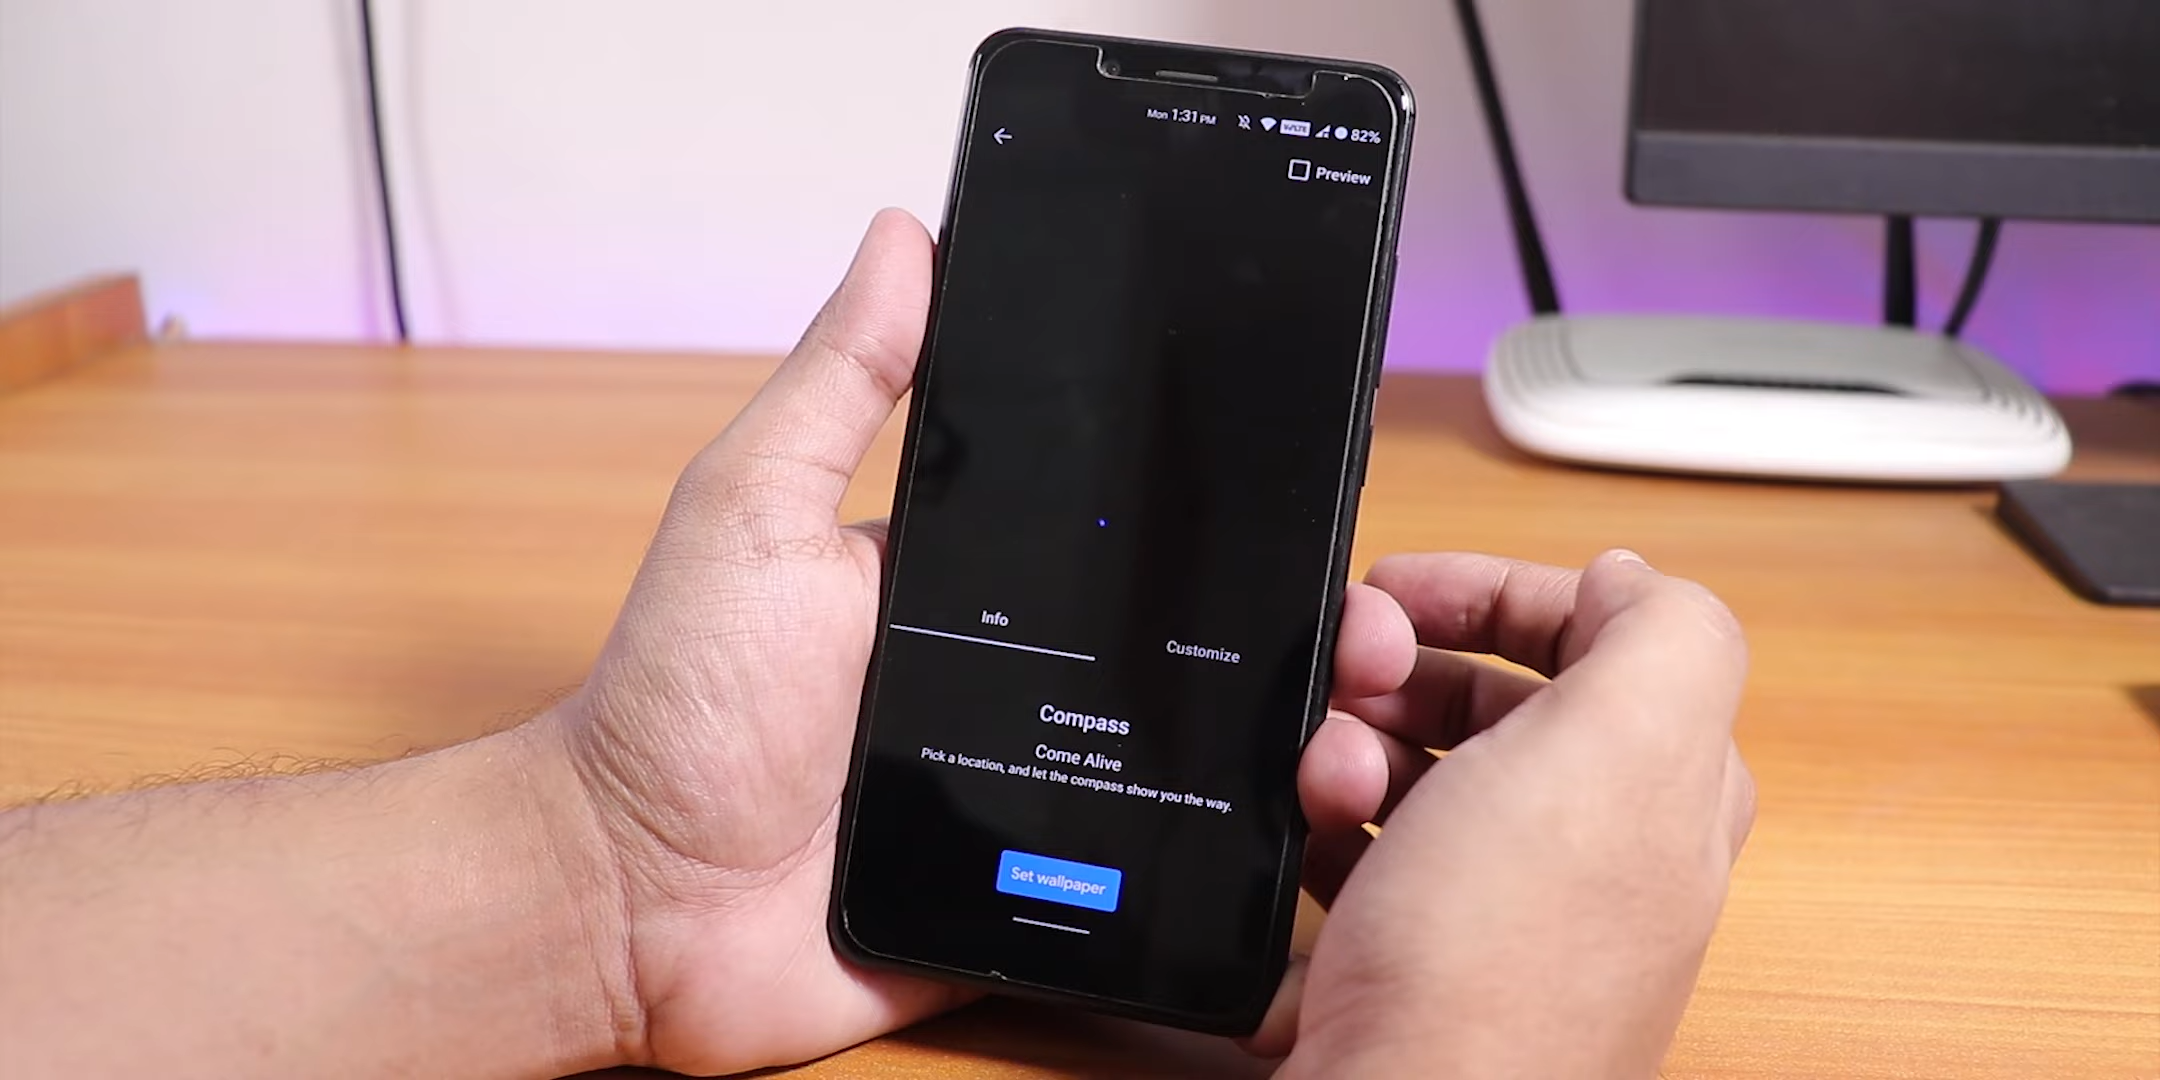 Mon 1:31 PM VoLTE 82%
Preview
Info
Customize
Compass
Come Alive
Pick a location, and let the compass show you the way.
Set wallpaper